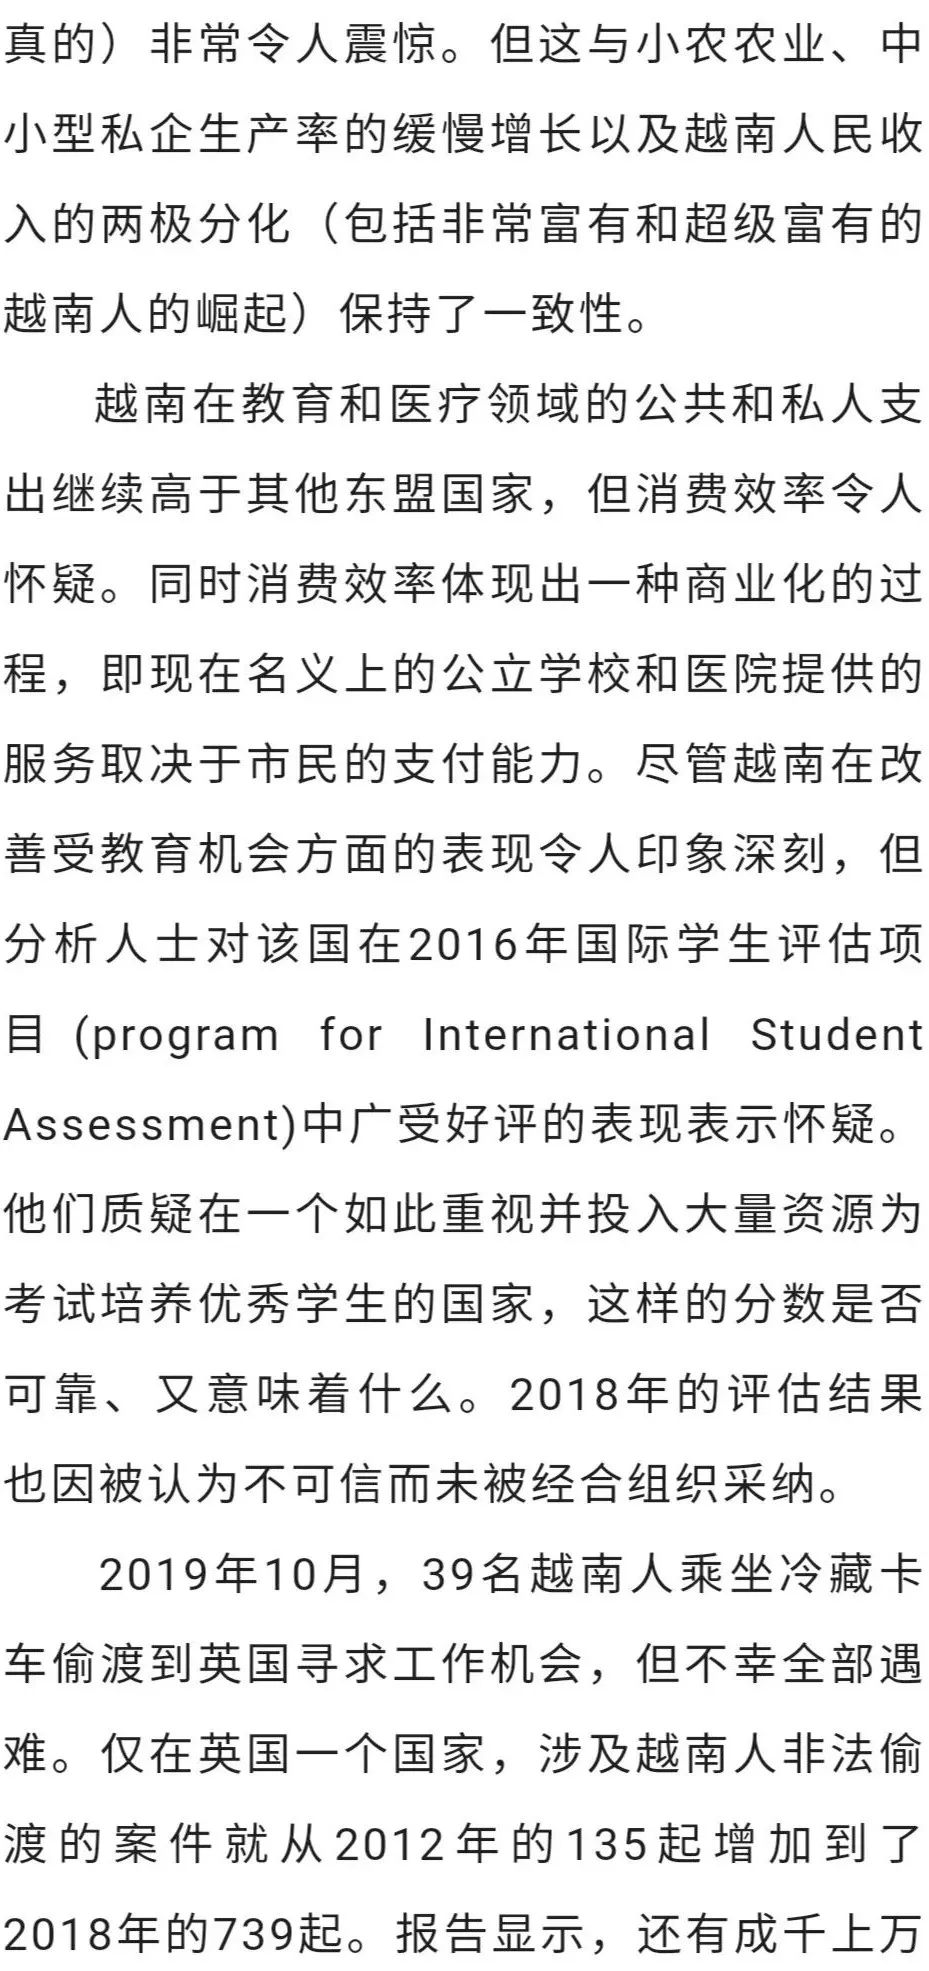 真的）非常令人震惊。但这与小农农业、中
小型私企生产率的缓慢增长以及越南人民收
入的两极分化（包括非常富有和超级富有的
越南人的崛起）保持了一致性。
越南在教育和医疗领域的公共和私人支
出继续高于其他东盟国家，但消费效率令人
怀疑。同时消费效率体现出一种商业化的过
程，即现在名义上的公立学校和医院提供的
服务取决于市民的支付能力。尽管越南在改
善受教育机会方面的表现令人印象深刻，但
分析人士对该国在2016年国际学生评估项
目 (program for International Student
Assessment)中广受好评的表现表示怀疑。
他们质疑在一个如此重视并投入大量资源为
考试培养优秀学生的国家，这样的分数是否
可靠、又意味着什么。2018年的评估结果
也因被认为不可信而未被经合组织采纳。
2019年10月，39名越南人乘坐冷藏卡
车偷渡到英国寻求工作机会，但不幸全部遇
难。仅在英国一个国家，涉及越南人非法偷
渡的案件就从2012年的135起增加到了
2018年的739起。报告显示，还有成千上万